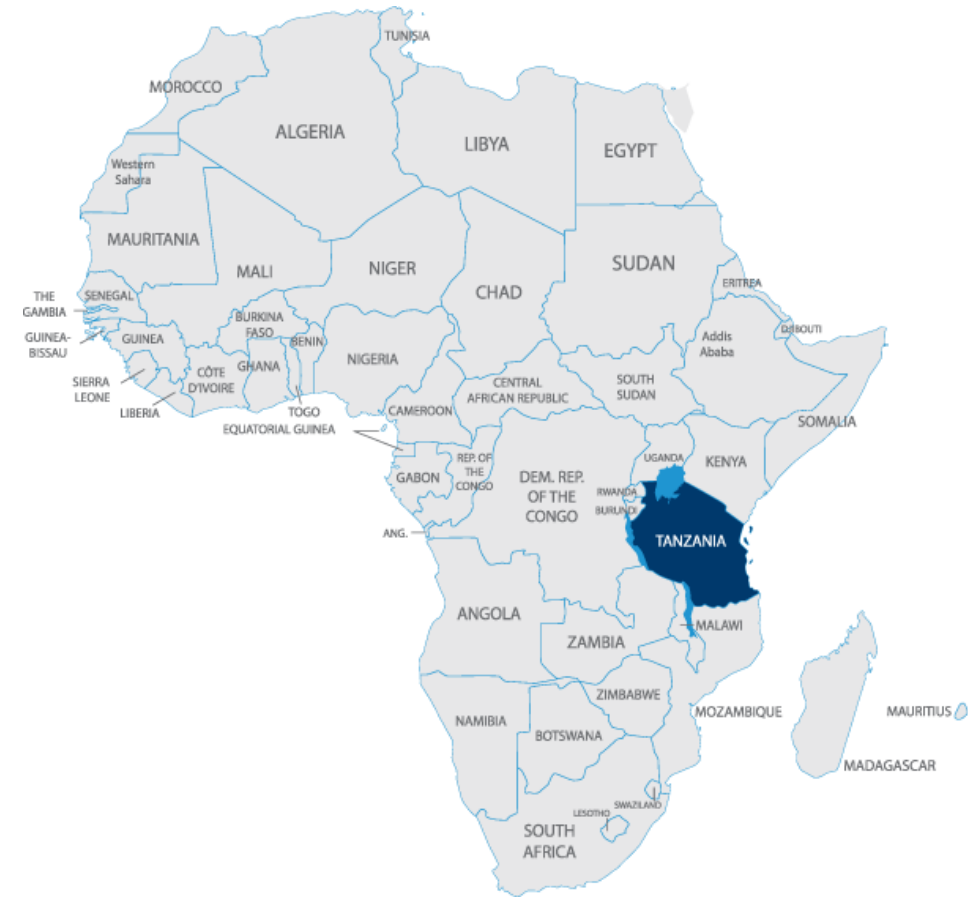 TUNISIA
MOROCCO
ALGERIA
LIBYA
EGYPT
Western
Sahara
MAURITANIA
MALI
NIGER
CHAD
SUDAN
ERITREA
THE
GAMBIA
SENEGAL
GUINEA-
BISSAU
GUINEA
BURKINA
FASO
BENIN
NIGERIA
Addis
Ababa
DJIBOUTI
SIERRA
LEONE
LIBERIA
CÔTE
D'IVOIRE
GHANA
TOGO
EQUATORIAL GUINEA
CAMEROON
CENTRAL
AFRICAN REPUBLIC
SOUTH
SUDAN
SOMALIA
GABON
REP. OF
THE
CONGO
DEM. REP.
OF THE
CONGO
UGANDA
KENYA
RWANDA
BURUNDI
ANG.
TANZANIA
ANGOLA
ZAMBIA
MALAWI
NAMIBIA
BOTSWANA
ZIMBABWE
MOZAMBIQUE
MAURITIUS
MADAGASCAR
SWAZILAND
LESOTHO
SOUTH
AFRICA